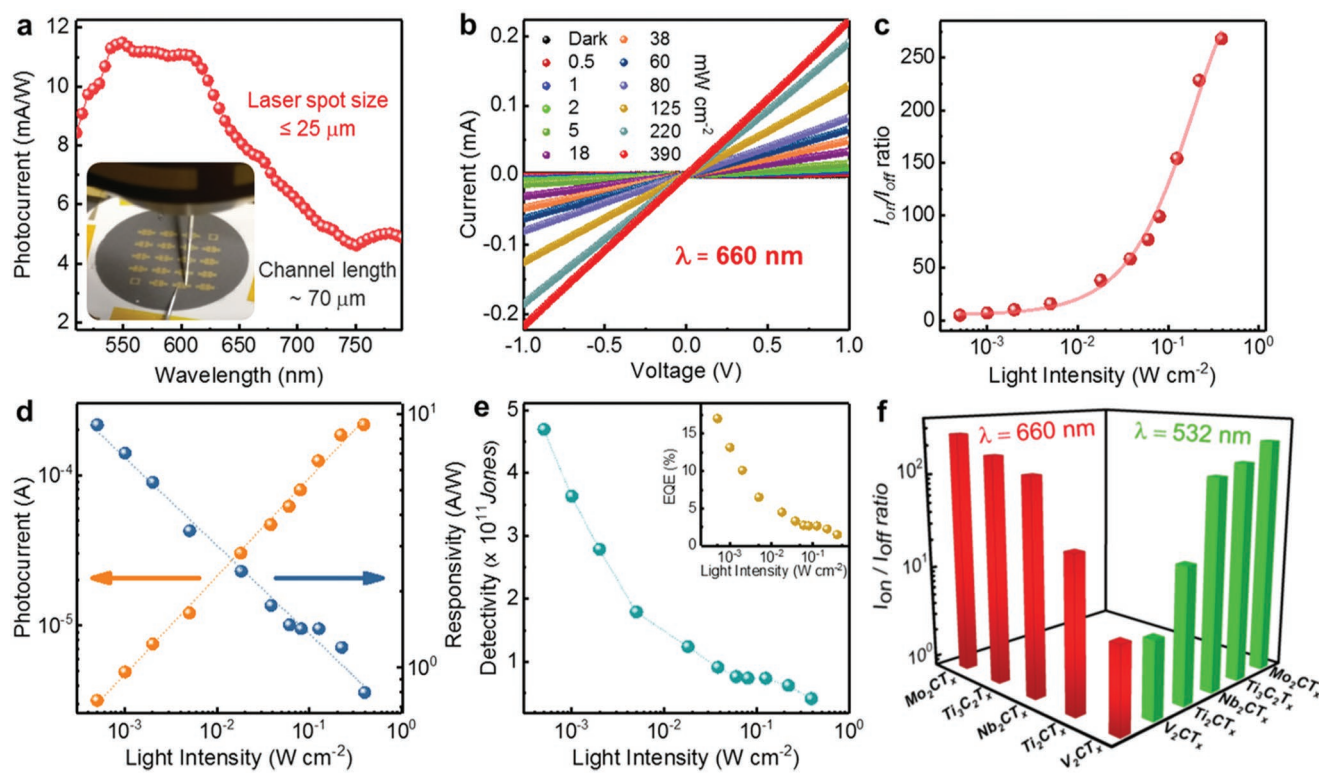 a
12
10
8
6
4
2
Photocurrent (mA/W)
Laser spot size
≤ 25 μm
Channel length
~ 70 μm
550 600 650 700 750
Wavelength (nm)
b
0.2
0.1
0.0
-0.1
-0.2
Current (mA)
Dark 38
0.5 60
1 80
2 125
5 220
18 390
mW cm-2
λ = 660 nm
-1.0 -0.5 0.0 0.5 1.0
Voltage (V)
c
250
200
150
100
50
0
Ion/Ioff ratio
10-3 10-2 10-1 100
Light Intensity (W cm-2)
d
10-4
10-5
Photocurrent (A)
101
100
Responsivity (A/W)
10-3 10-2 10-1 100
Light Intensity (W cm-2)
e
5
4
3
2
1
Detectivity (x 1011 Jones)
15
10
5
0
EQE (%)
10-3 10-1
Light Intensity (W cm-2)
10-3 10-2 10-1 100
Light Intensity (W cm-2)
f
λ = 660 nm
λ = 532 nm
102
101
100
Ion / Ioff ratio
Mo2CTx
Ti3C2Tx
Nb2CTx
Ti2CTx
V2CTx
V2CTx
Ti2CTx
Nb2CTx
Ti3C2Tx
Mo2CTx